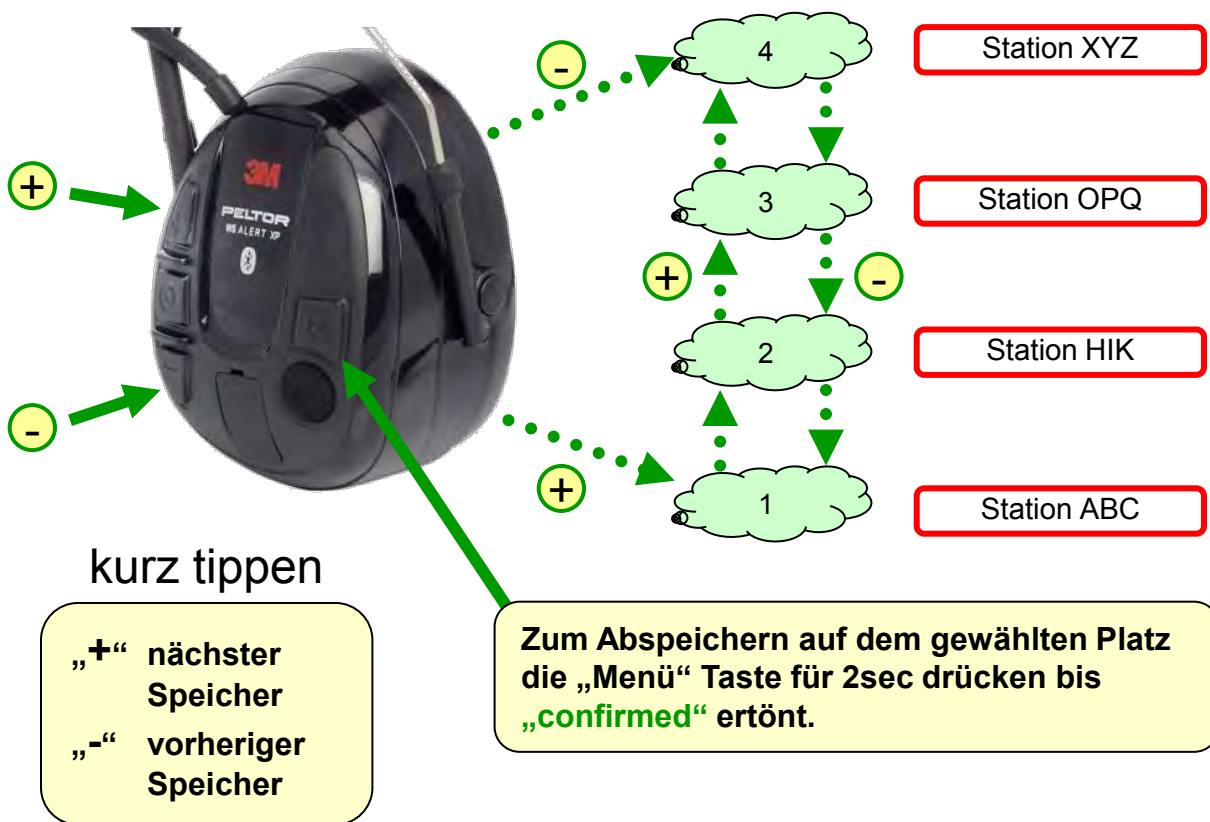 -
4
Station XYZ
+
3M
PELTOR
WS ALERT XP
3
Station OPQ
+
-
2
Station HIK
-
+
1
Station ABC
kurz tippen
„+“ nächster
Speicher
„-“ vorheriger
Speicher
Zum Abspeichern auf dem gewählten Platz
die „Menü“ Taste für 2sec drücken bis
„confirmed“ ertönt.